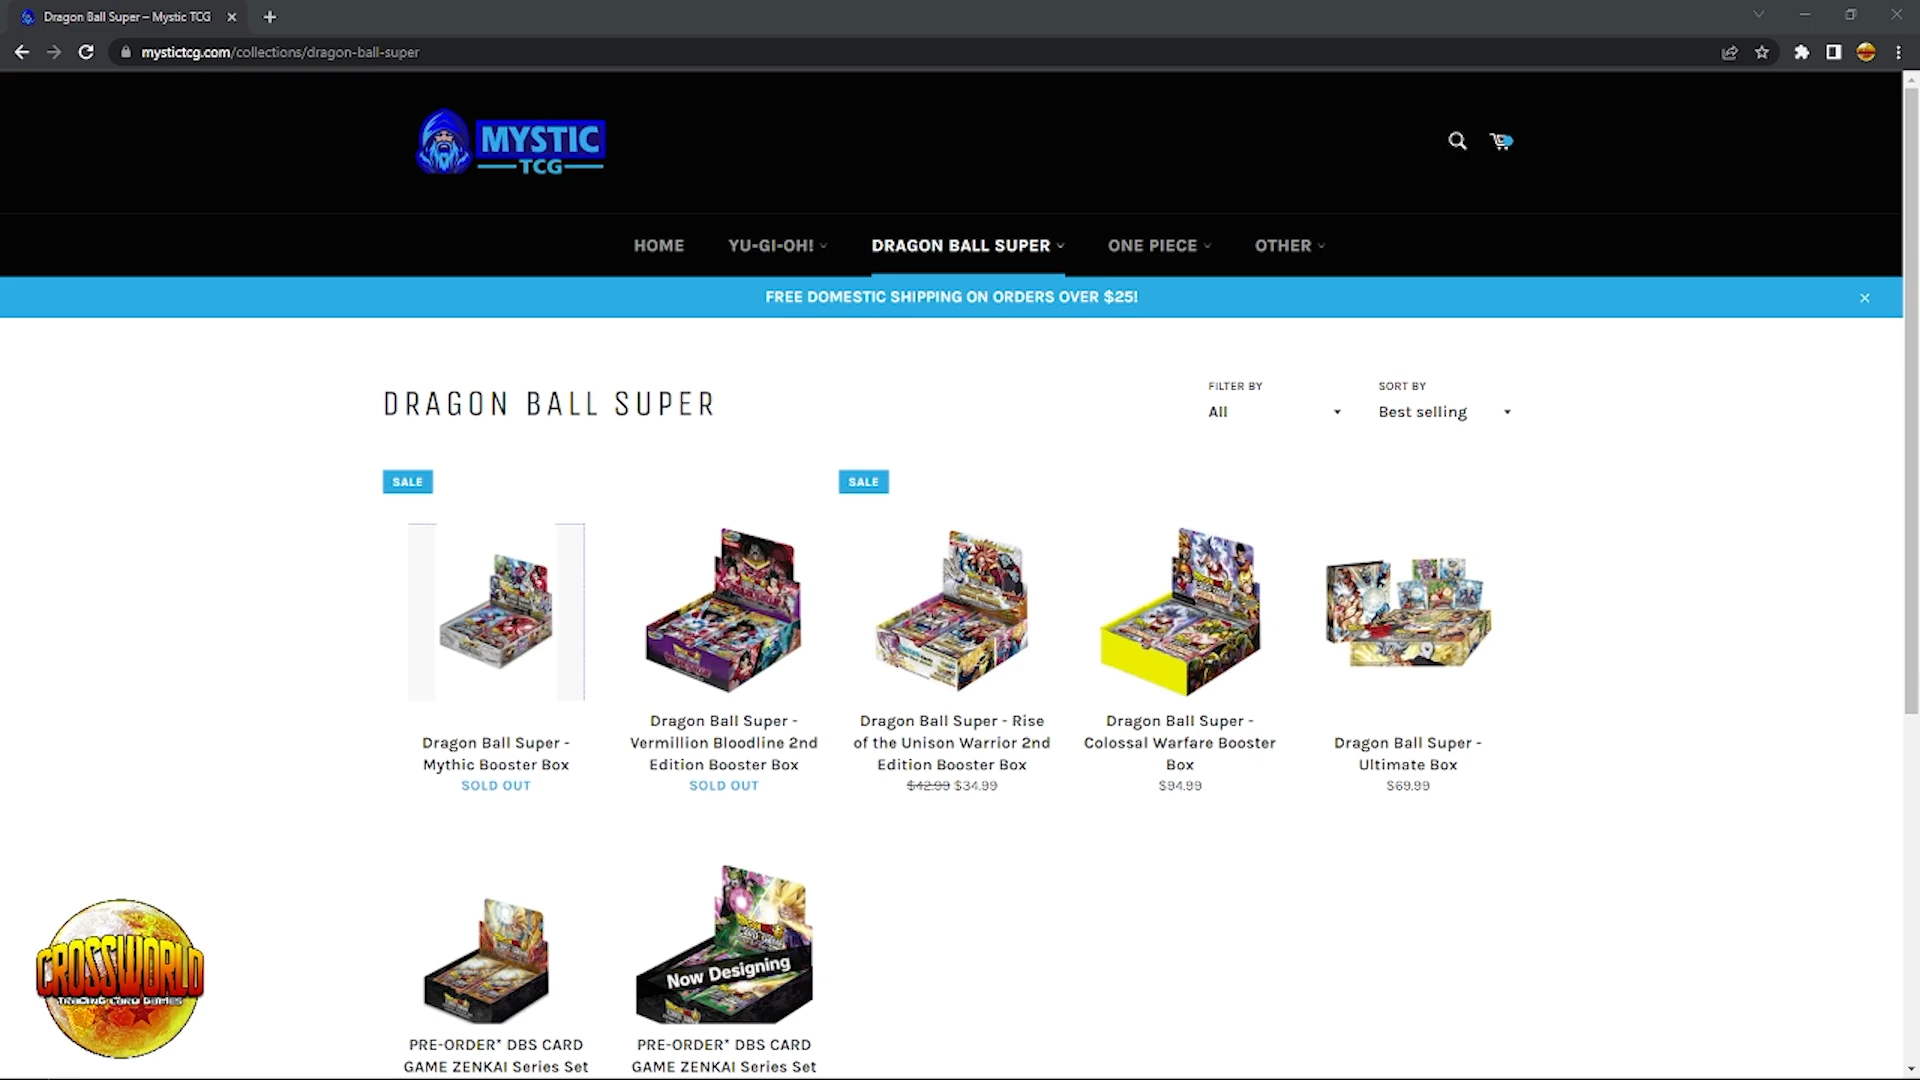 Dragon Ball Super – Mystic TCG
mystictcg.com/collections/dragon-ball-super
MYSTIC
TCG
HOME
YU-GI-OH!
DRAGON BALL SUPER
ONE PIECE
OTHER
FREE DOMESTIC SHIPPING ON ORDERS OVER $25!
DRAGON BALL SUPER
FILTER BY
All
SORT BY
Best selling
SALE
SALE
Dragon Ball Super -
Mythic Booster Box
SOLD OUT
Dragon Ball Super -
Vermillion Bloodline 2nd
Edition Booster Box
SOLD OUT
Dragon Ball Super - Rise
of the Unison Warrior 2nd
Edition Booster Box
$42.99 $34.99
Dragon Ball Super -
Colossal Warfare Booster
Box
$94.99
Dragon Ball Super -
Ultimate Box
$69.99
Now Designing
PRE-ORDER* DBS CARD
GAME ZENKAI Series Set
PRE-ORDER* DBS CARD
GAME ZENKAI Series Set
CROSSWORLD
TRADING CARD GAMES